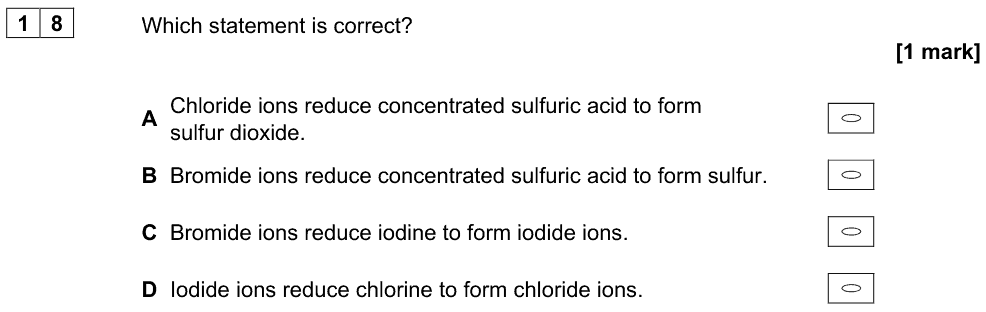 1 8 Which statement is correct?
[1 mark]
A Chloride ions reduce concentrated sulfuric acid to form
sulfur dioxide.
B Bromide ions reduce concentrated sulfuric acid to form sulfur.
C Bromide ions reduce iodine to form iodide ions.
D Iodide ions reduce chlorine to form chloride ions.